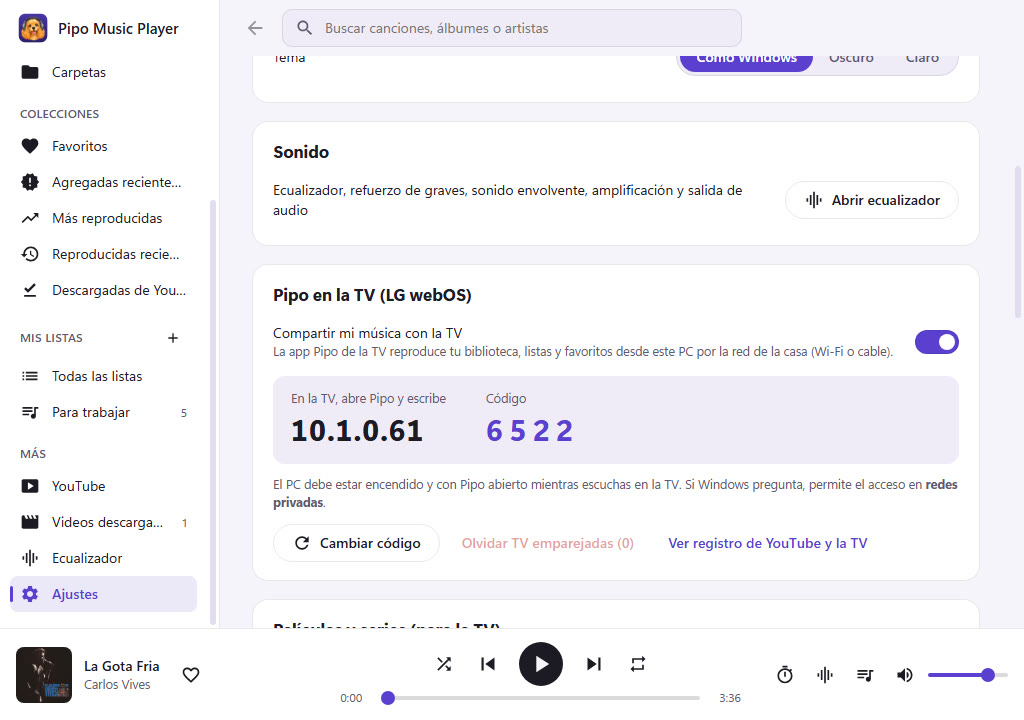 Pipo Music Player
Carpetas
COLECCIONES
Favoritos
Agregadas reciente...
Más reproducidas
Reproducidas recie...
Descargadas de You...
MIS LISTAS +
Todas las listas
Para trabajar 5
MÁS
YouTube
Videos descarga... 1
Ecualizador
Ajustes
Buscar canciones, álbumes o artistas
Tema Como Windows Oscuro Claro
Sonido
Ecualizador, refuerzo de graves, sonido envolvente, amplificación y salida de
audio
Abrir ecualizador
Pipo en la TV (LG webOS)
Compartir mi música con la TV
La app Pipo de la TV reproduce tu biblioteca, listas y favoritos desde este PC por la red de la casa (Wi-Fi o cable).
En la TV, abre Pipo y escribe
10.1.0.61
Código
6522
El PC debe estar encendido y con Pipo abierto mientras escuchas en la TV. Si Windows pregunta, permite el acceso en redes
privadas.
Cambiar código
Olvidar TV emparejadas (0)
Ver registro de YouTube y la TV
Películas y series (para la TV)
La Gota Fria
Carlos Vives
0:00
3:36